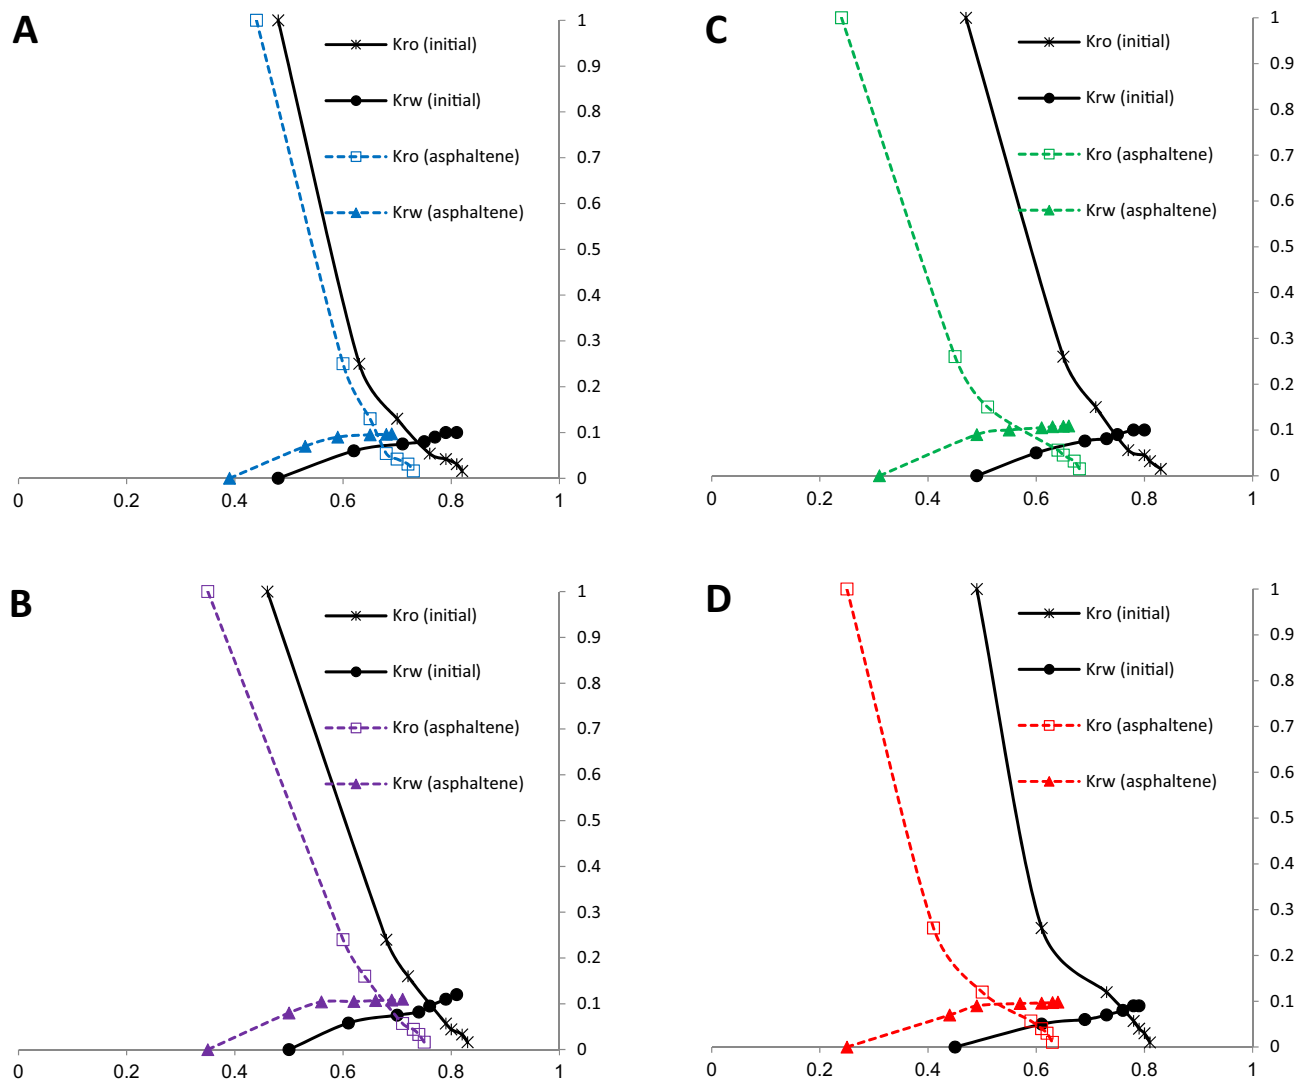 A
Kro (initial)
Krw (initial)
Kro (asphaltene)
Krw (asphaltene)
1
0.9
0.8
0.7
0.6
0.5
0.4
0.3
0.2
0.1
0
0 0.2 0.4 0.6 0.8 1
C
Kro (initial)
Krw (initial)
Kro (asphaltene)
Krw (asphaltene)
1
0.9
0.8
0.7
0.6
0.5
0.4
0.3
0.2
0.1
0
0 0.2 0.4 0.6 0.8 1
B
Kro (initial)
Krw (initial)
Kro (asphaltene)
Krw (asphaltene)
1
0.9
0.8
0.7
0.6
0.5
0.4
0.3
0.2
0.1
0
0 0.2 0.4 0.6 0.8 1
D
Kro (initial)
Krw (initial)
Kro (asphaltene)
Krw (asphaltene)
1
0.9
0.8
0.7
0.6
0.5
0.4
0.3
0.2
0.1
0
0 0.2 0.4 0.6 0.8 1